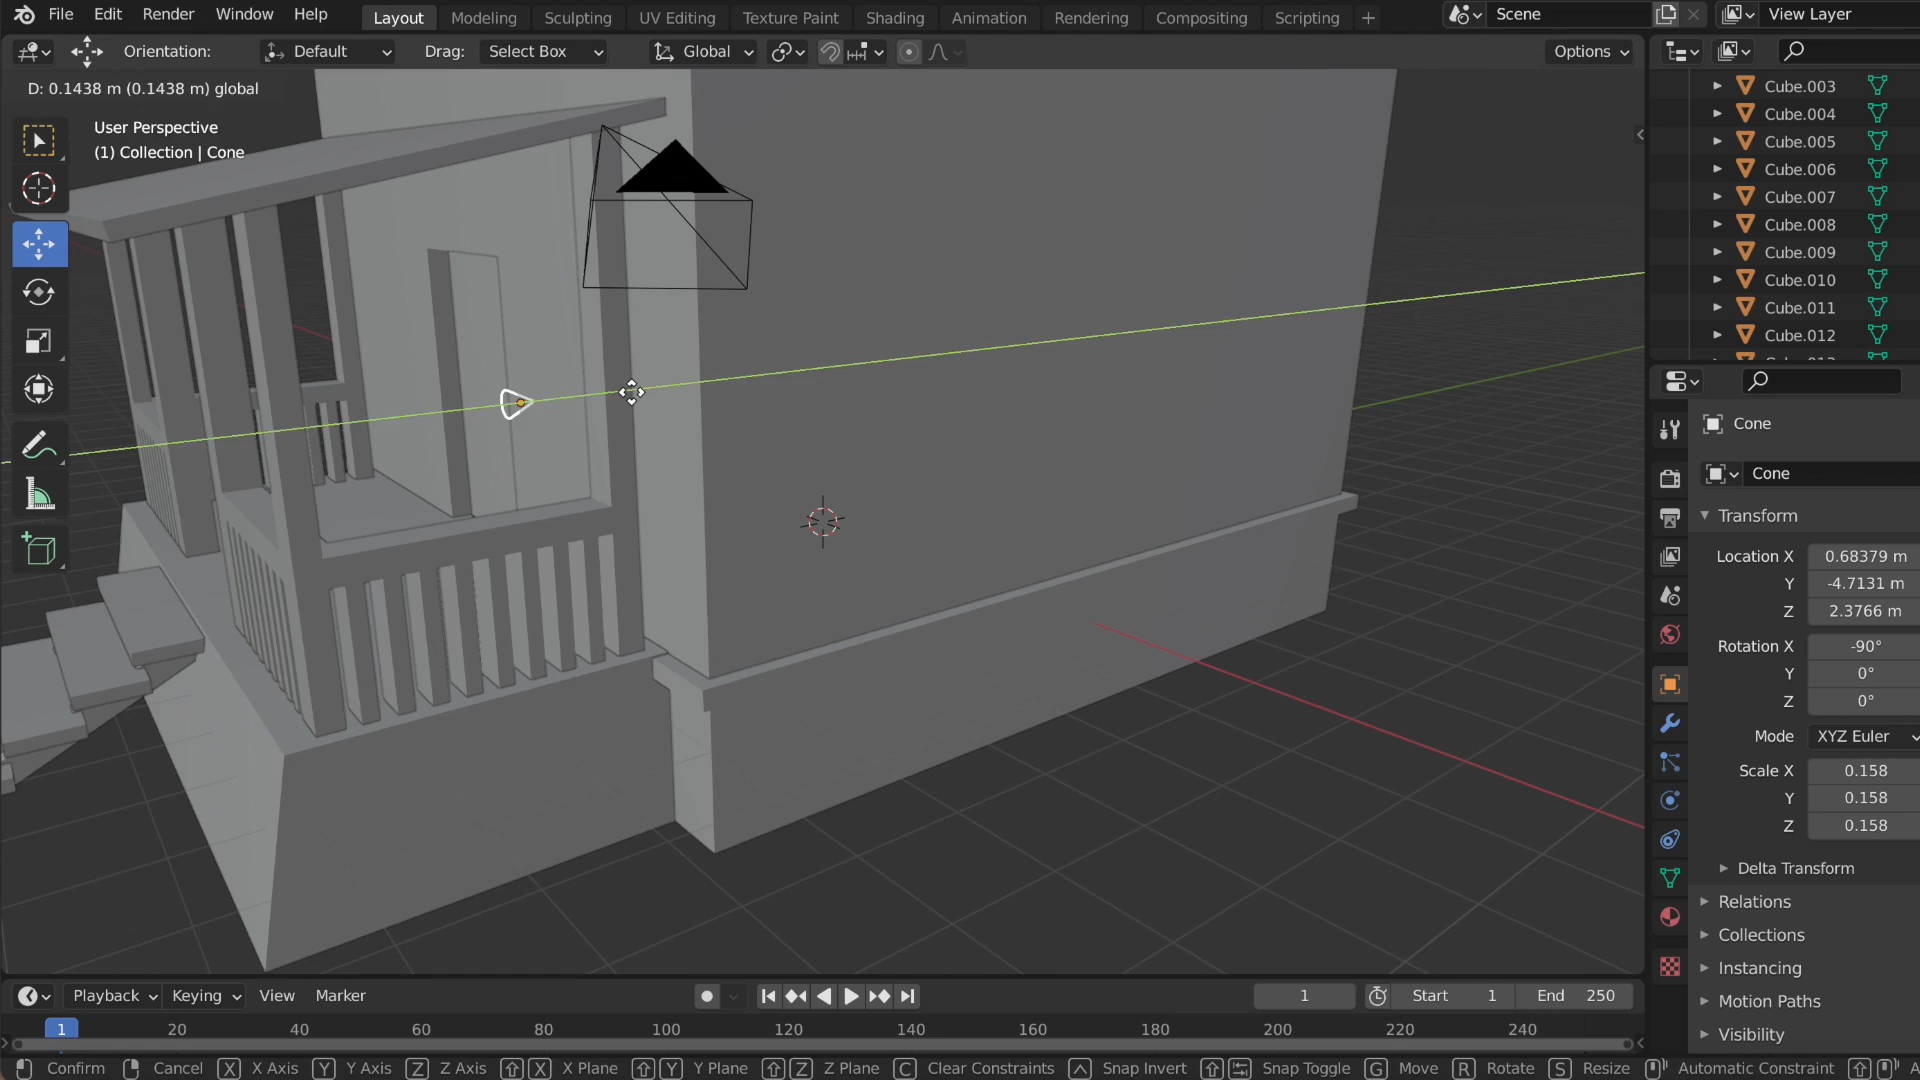 File Edit Render Window Help
Layout Modeling Sculpting UV Editing Texture Paint Shading Animation Rendering Compositing Scripting +
Scene
View Layer
Orientation: Default Drag: Select Box Global Options
D: 0.1438 m (0.1438 m) global
User Perspective
(1) Collection | Cone
Cube.003
Cube.004
Cube.005
Cube.006
Cube.007
Cube.008
Cube.009
Cube.010
Cube.011
Cube.012
Cone
Cone
Transform
Location X 0.68379 m
Y -4.7131 m
Z 2.3766 m
Rotation X -90°
Y 0°
Z 0°
Mode XYZ Euler
Scale X 0.158
Y 0.158
Z 0.158
Delta Transform
Relations
Collections
Instancing
Motion Paths
Visibility
Playback Keying View Marker 1 Start 1 End 250
1 20 40 60 80 100 120 140 160 180 200 220 240
Confirm Cancel X X Axis Y Y Axis Z Z Axis X X Plane Y Y Plane Z Z Plane C Clear Constraints Snap Invert Snap Toggle G Move R Rotate S Resize Automatic Constraint